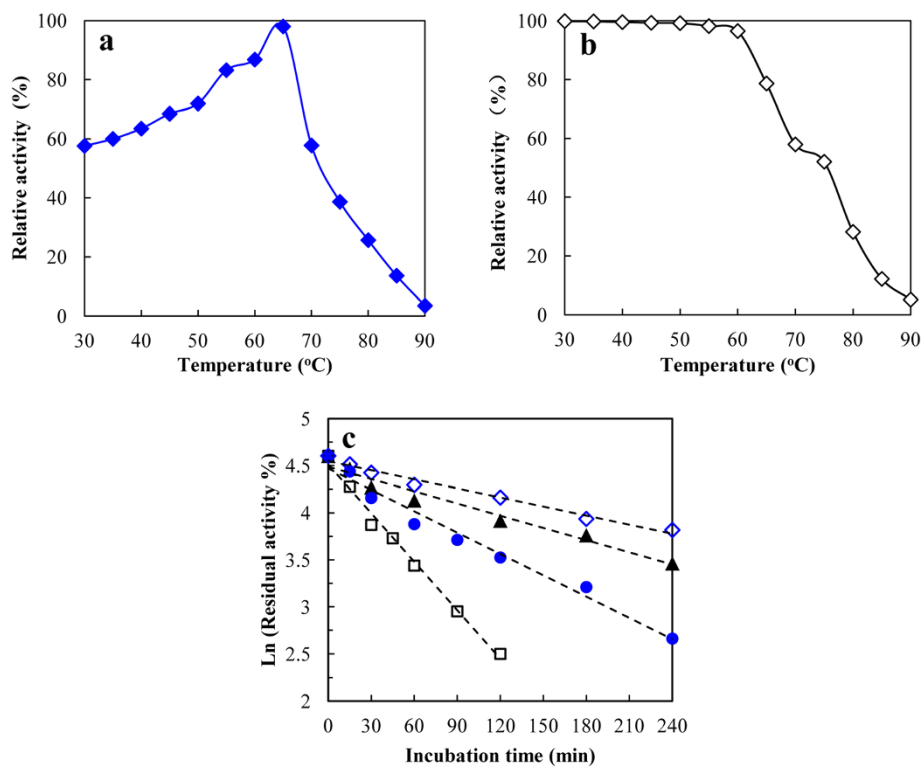 a
Relative activity (%)
100
80
60
40
20
0
30 40 50 60 70 80 90
Temperature (°C)
b
Relative activity (%)
100
80
60
40
20
0
30 40 50 60 70 80 90
Temperature (°C)
c
Ln (Residual activity %)
5
4.5
4
3.5
3
2.5
2
0 30 60 90 120 150 180 210 240
Incubation time (min)